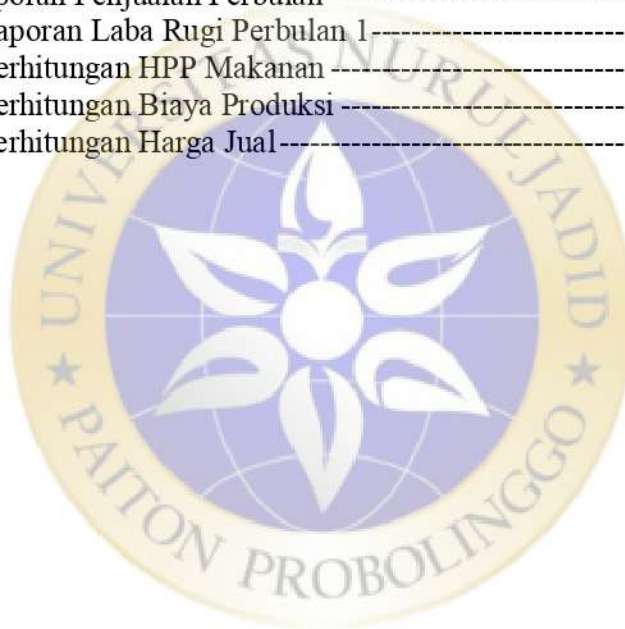 poran Penjualan Perbulan --------------------------------
aporan Laba Rugi Perbulan 1-------------------------
erhitungan HPP Makanan ------------------------------
erhitungan Biaya Produksi -----------------------------
erhitungan Harga Jual-----------------------------------
UNIVERSITAS NURUL JADID
★ PAITON PROBOLINGGO ★